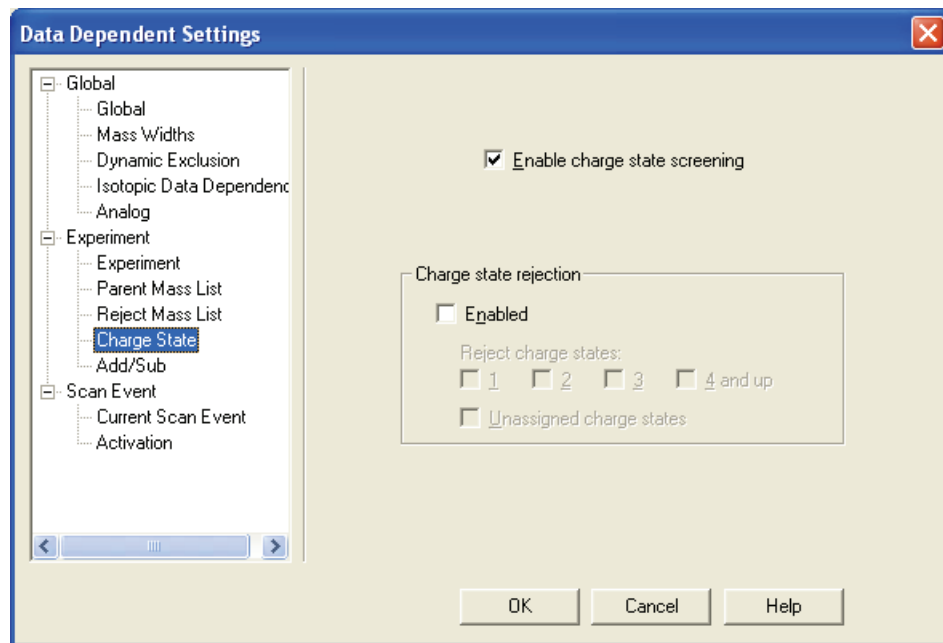 Data Dependent Settings
Global
Global
Mass Widths
Dynamic Exclusion
Isotopic Data Dependenc
Analog
Experiment
Experiment
Parent Mass List
Reject Mass List
Charge State
Add/Sub
Scan Event
Current Scan Event
Activation
Enable charge state screening
Charge state rejection
Enabled
Reject charge states:
1 2 3 4 and up
Unassigned charge states
OK Cancel Help